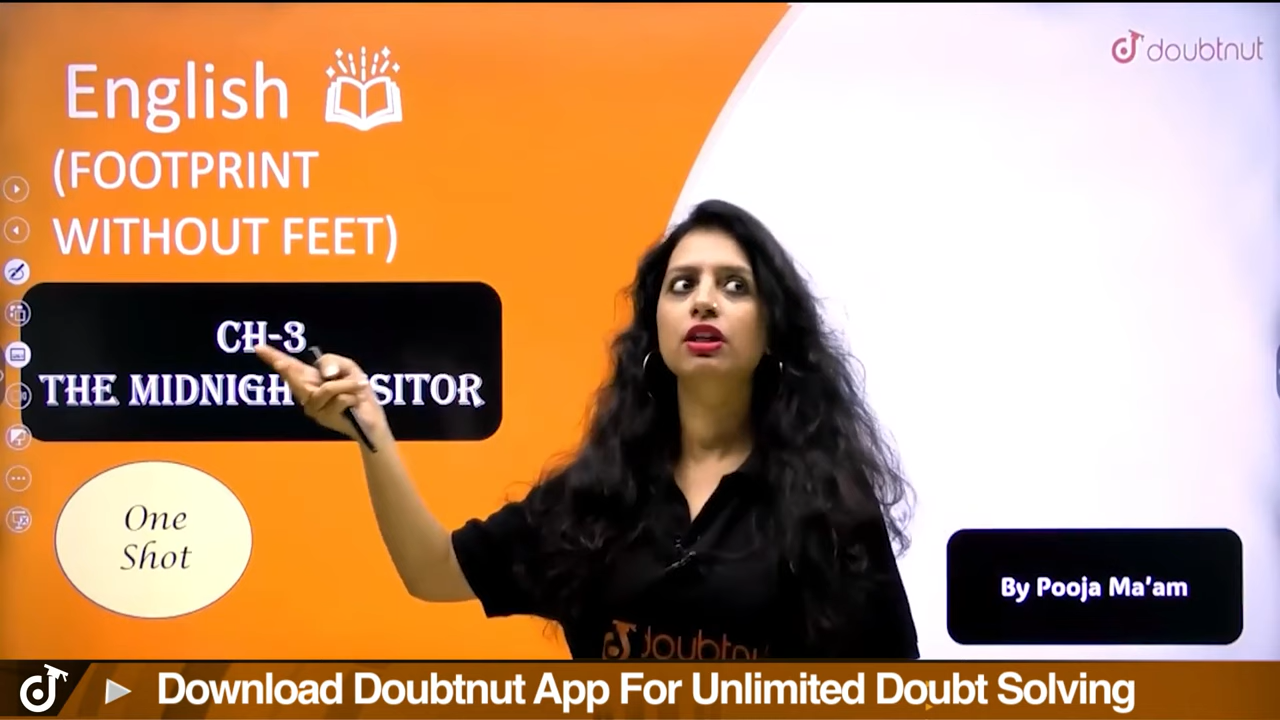 English
doubtnut
(FOOTPRINT
WITHOUT FEET)
CH-3
THE MIDNIGH SITOR
One
Shot
By Pooja Ma'am
doubtnu
Download Doubtnut App For Unlimited Doubt Solving